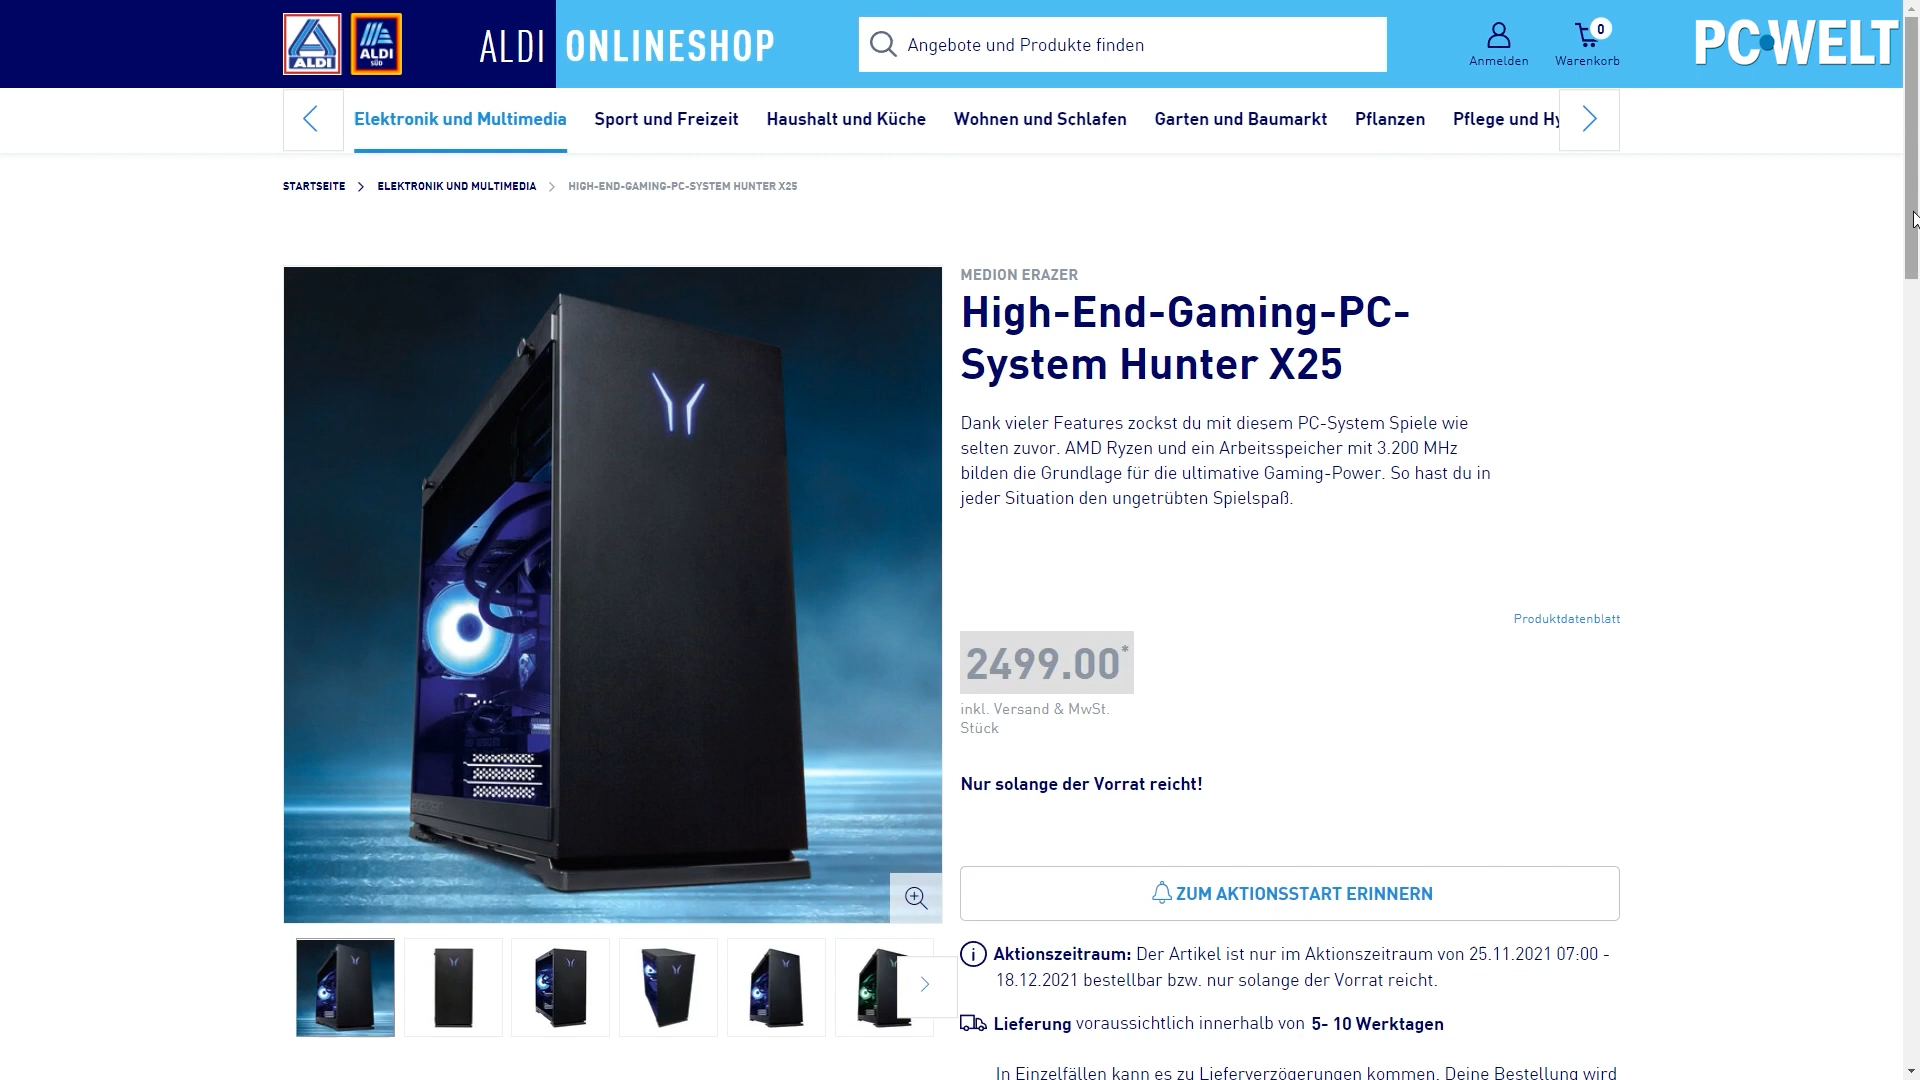 ALDI
ALDI
SÜD
ALDI ONLINESHOP
Angebote und Produkte finden
Anmelden
0
Warenkorb
PC WELT
Elektronik und Multimedia
Sport und Freizeit
Haushalt und Küche
Wohnen und Schlafen
Garten und Baumarkt
Pflanzen
Pflege und Hy
STARTSEITE
ELEKTRONIK UND MULTIMEDIA
HIGH-END-GAMING-PC-SYSTEM HUNTER X25
MEDION ERAZER
High-End-Gaming-PC-
System Hunter X25
Dank vieler Features zockst du mit diesem PC-System Spiele wie
selten zuvor. AMD Ryzen und ein Arbeitsspeicher mit 3.200 MHz
bilden die Grundlage für die ultimative Gaming-Power. So hast du in
jeder Situation den ungetrübten Spielspaß.
Produktdatenblatt
2499.00*
inkl. Versand & MwSt.
Stück
Nur solange der Vorrat reicht!
ZUM AKTIONSSTART ERINNERN
Aktionszeitraum: Der Artikel ist nur im Aktionszeitraum von 25.11.2021 07:00 -
18.12.2021 bestellbar bzw. nur solange der Vorrat reicht.
Lieferung voraussichtlich innerhalb von 5- 10 Werktagen
In Einzelfällen kann es zu Lieferverzögerungen kommen. Deine Bestellung wird